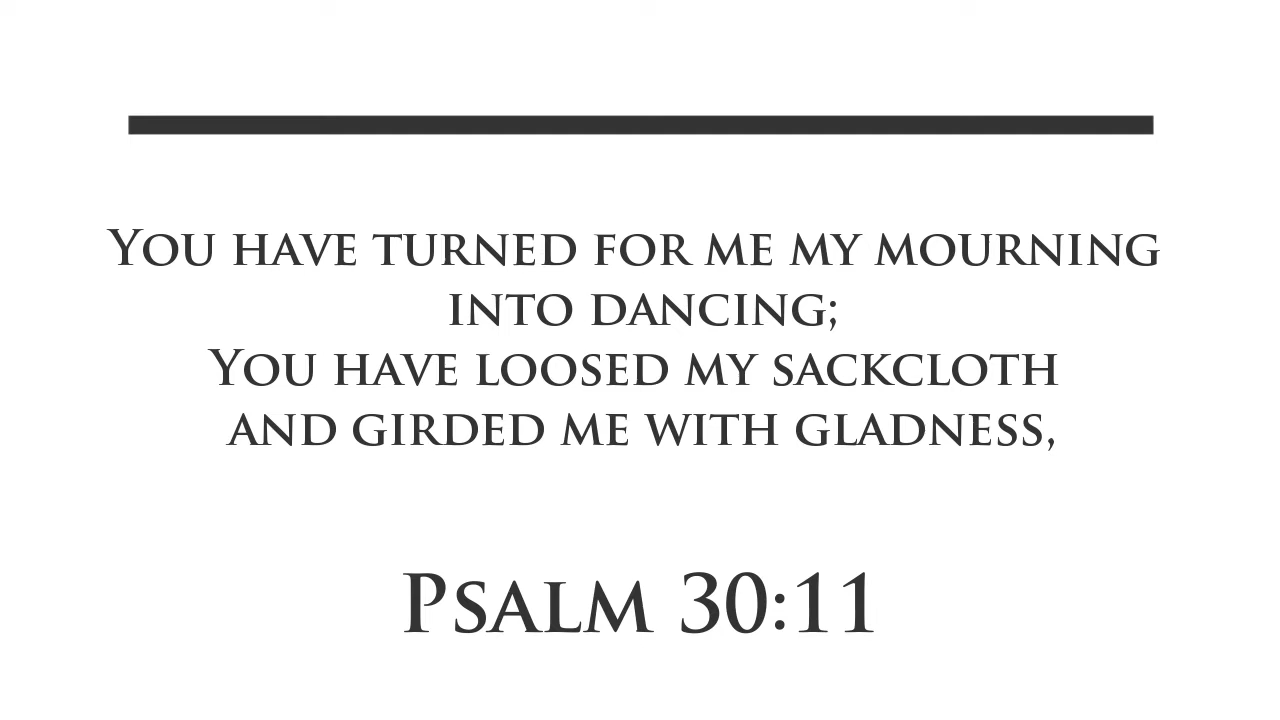 You have turned for me my mourning
into dancing;
You have loosed my sackcloth
and girded me with gladness,
Psalm 30:11